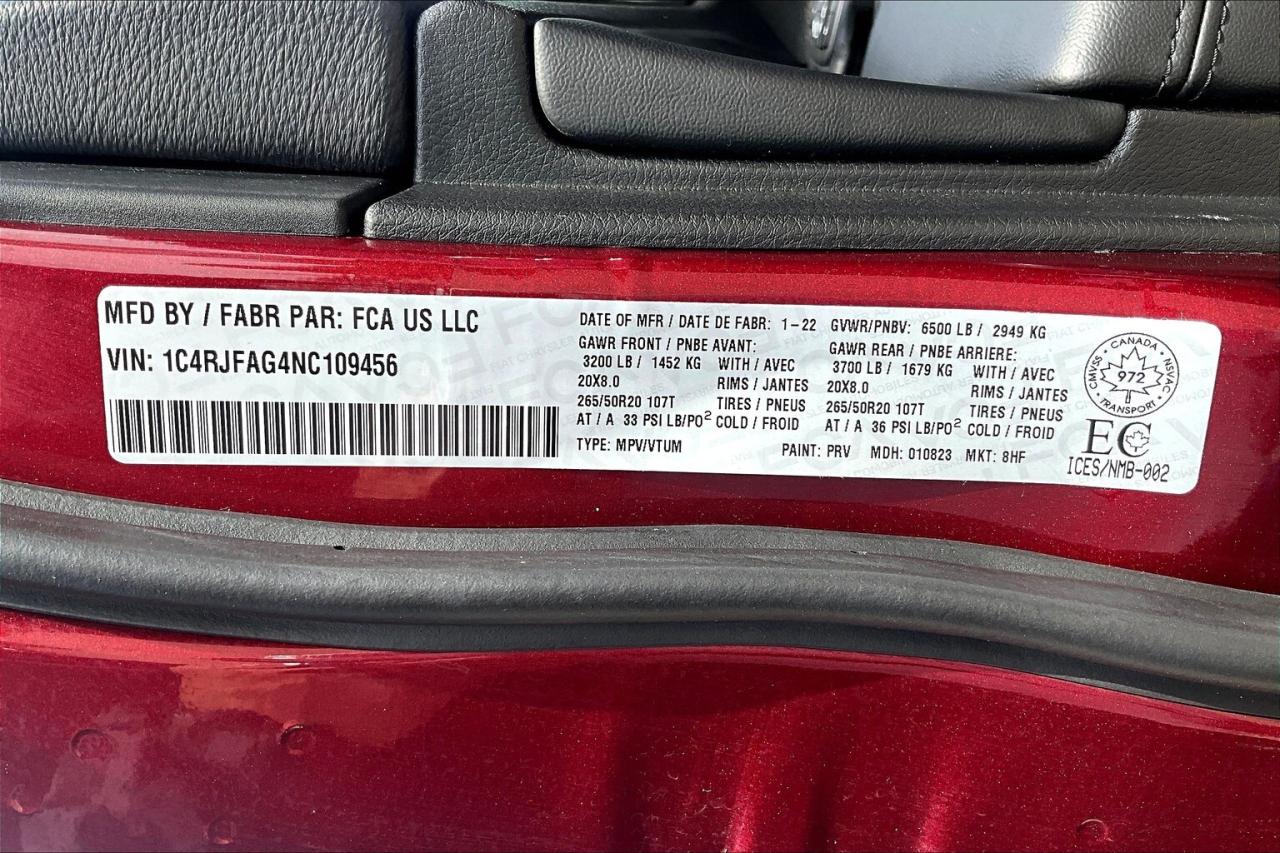 MFD BY / FABR PAR: FCA US LLC
VIN: 1C4RJFAG4NC109456
DATE OF MFR / DATE DE FABR: 1-22 GVWR/PNBV: 6500 LB / 2949 KG
GAWR FRONT / PNBE AVANT:
3200 LB / 1452 KG WITH / AVEC
20X8.0 RIMS / JANTES
265/50R20 107T TIRES / PNEUS
AT / A 33 PSI LB/PO² COLD / FROID
GAWR REAR / PNBE ARRIERE:
3700 LB / 1679 KG WITH / AVEC
20X8.0 RIMS / JANTES
265/50R20 107T TIRES / PNEUS
AT / A 36 PSI LB/PO² COLD / FROID
TYPE: MPV/VTUM PAINT: PRV MDH: 010823 MKT: 8HF
CANADA
CMVSS 972 NSVAC
TRANSPORT
EC
ICES/NMB-002